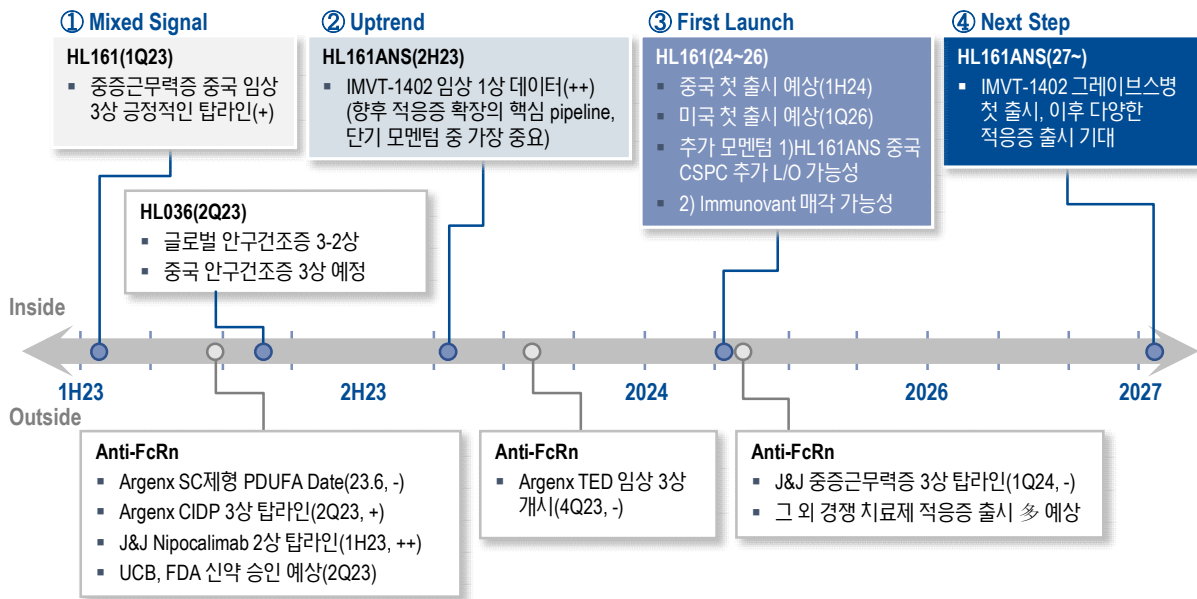 ① Mixed Signal
HL161(1Q23)
▪ 중증근무력증 중국 임상
3상 긍정적인 탑라인(+)
② Uptrend
HL161ANS(2H23)
▪ IMVT-1402 임상 1상 데이터(++)
(향후 적응증 확장의 핵심 pipeline,
단기 모멘텀 중 가장 중요)
③ First Launch
HL161(24~26)
▪ 중국 첫 출시 예상(1H24)
▪ 미국 첫 출시 예상(1Q26)
▪ 추가 모멘텀 1)HL161ANS 중국
CSPC 추가 L/O 가능성
▪ 2) Immunovant 매각 가능성
④ Next Step
HL161ANS(27~)
▪ IMVT-1402 그레이브스병
첫 출시, 이후 다양한
적응증 출시 기대
HL036(2Q23)
▪ 글로벌 안구건조증 3-2상
▪ 중국 안구건조증 3상 예정
Inside
1H23
2H23
2024
2026
2027
Outside
Anti-FcRn
▪ Argenx SC제형 PDUFA Date(23.6, -)
▪ Argenx CIDP 3상 탑라인(2Q23, +)
▪ J&J Nipocalimab 2상 탑라인(1H23, ++)
▪ UCB, FDA 신약 승인 예상(2Q23)
Anti-FcRn
▪ Argenx TED 임상 3상
개시(4Q23, -)
Anti-FcRn
▪ J&J 중증근무력증 3상 탑라인(1Q24, -)
▪ 그 외 경쟁 치료제 적응증 출시 多 예상